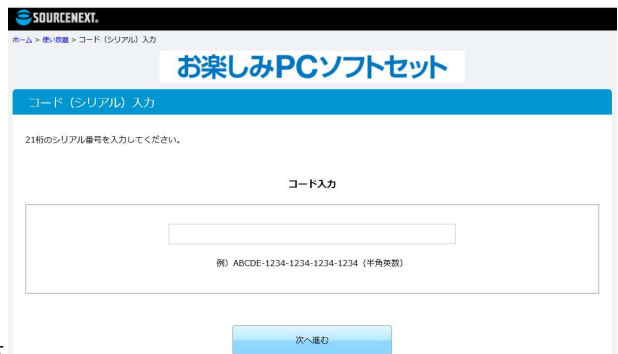 SOURCENEXT.
ホーム > 使い放題 > コード（シリアル）入力
お楽しみPCソフトセット
コード（シリアル）入力
21桁のシリアル番号を入力してください。
コード入力
例）ABCDE-1234-1234-1234-1234（半角英数）
次へ進む